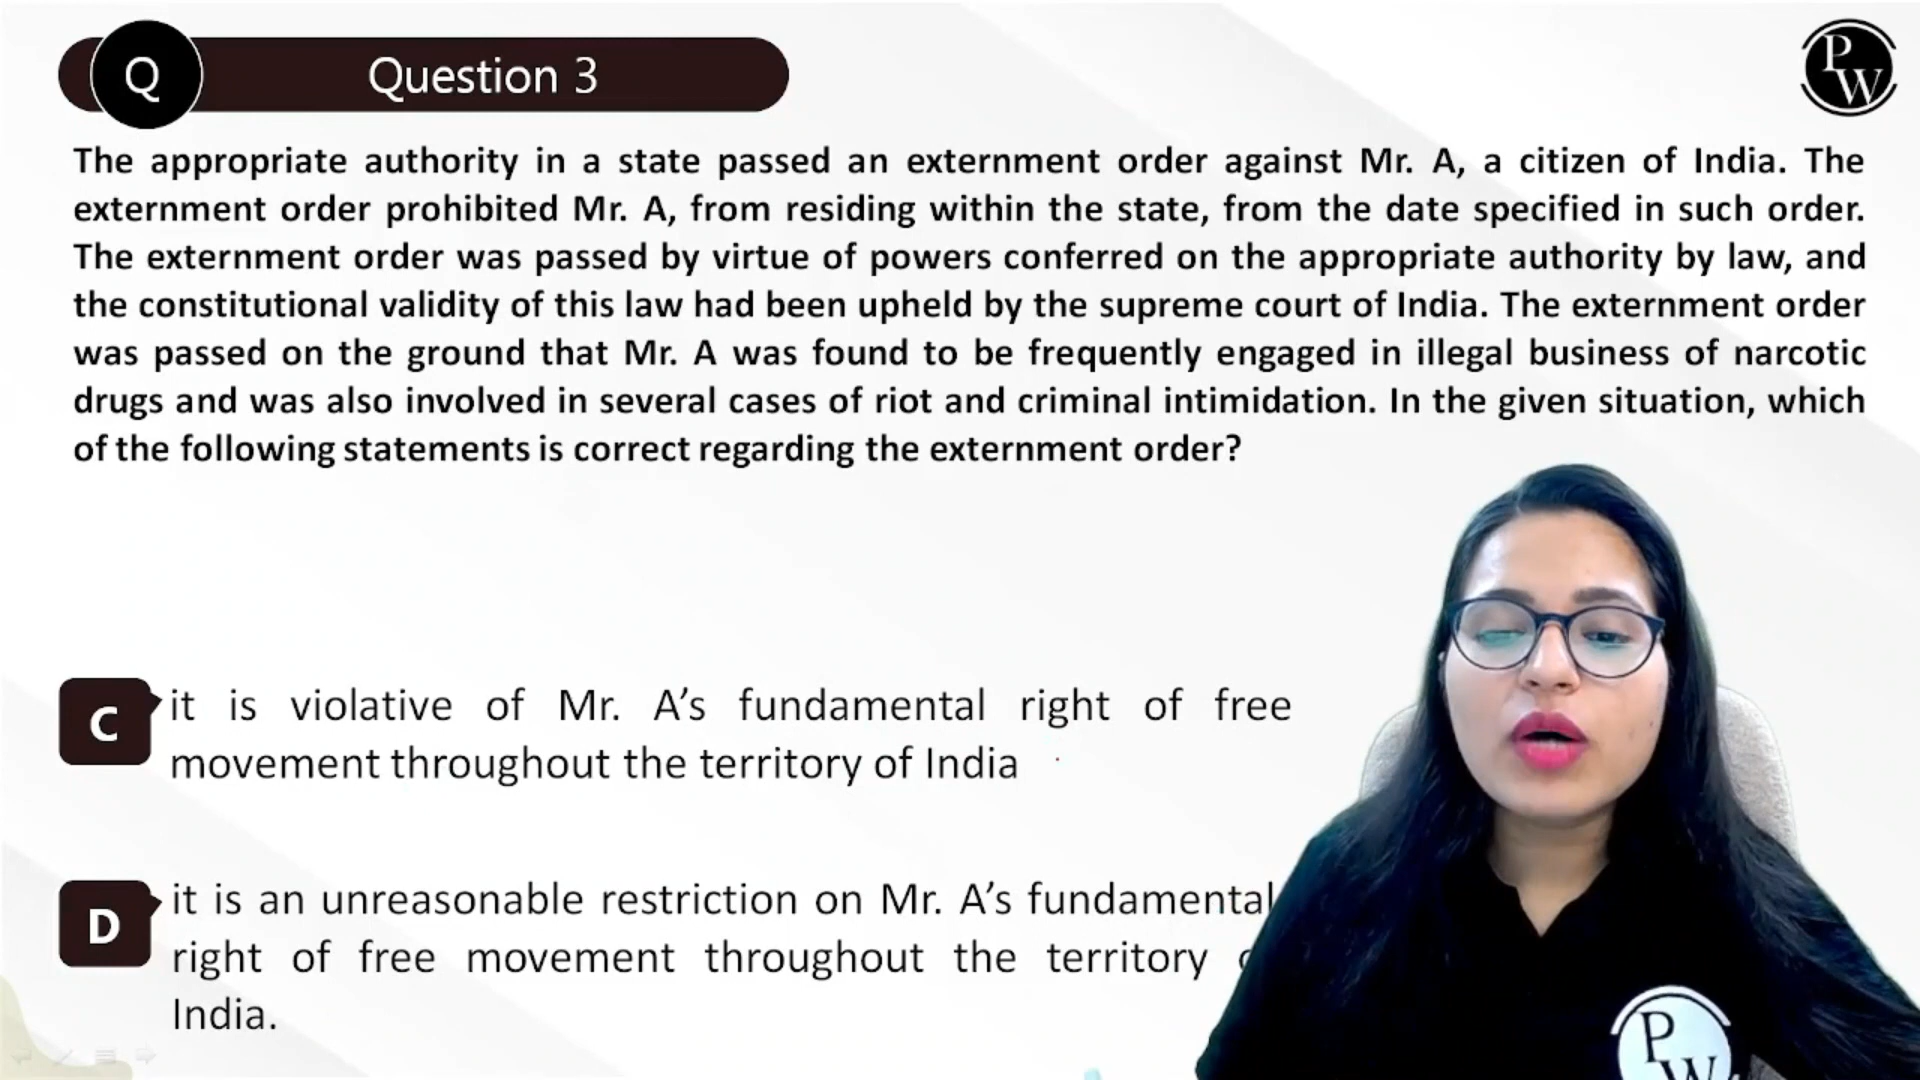 Q
Question 3
PW
The appropriate authority in a state passed an externment order against Mr. A, a citizen of India. The
externment order prohibited Mr. A, from residing within the state, from the date specified in such order.
The externment order was passed by virtue of powers conferred on the appropriate authority by law, and
the constitutional validity of this law had been upheld by the supreme court of India. The externment order
was passed on the ground that Mr. A was found to be frequently engaged in illegal business of narcotic
drugs and was also involved in several cases of riot and criminal intimidation. In the given situation, which
of the following statements is correct regarding the externment order?
C
it is violative of Mr. A’s fundamental right of free
movement throughout the territory of India
D
it is an unreasonable restriction on Mr. A’s fundamental
right of free movement throughout the territory
India.
PW